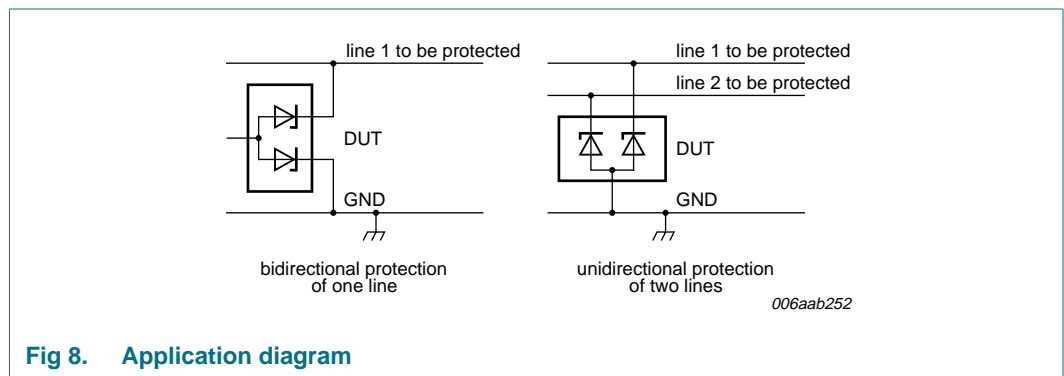 line 1 to be protected
DUT
GND
bidirectional protection
of one line
line 1 to be protected
line 2 to be protected
DUT
GND
unidirectional protection
of two lines
006aab252
Fig 8. Application diagram